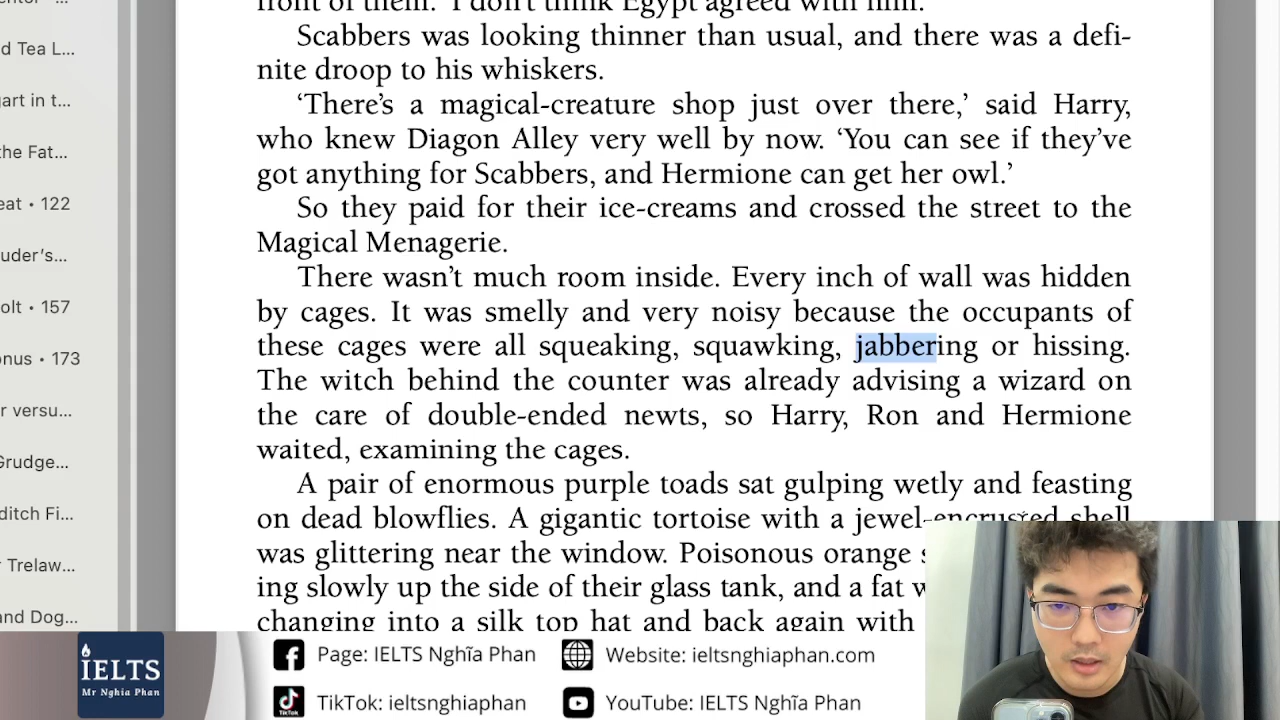 d Tea L...
art in t...
the Fat...
eat • 122
uder's...
olt • 157
onus • 173
r versu...
Grudge...
ditch Fi...
r Trelaw...
and Dog...
front of them. 'I don't think Egypt agreed with him.'
Scabbers was looking thinner than usual, and there was a defi-
nite droop to his whiskers.
'There's a magical-creature shop just over there,' said Harry,
who knew Diagon Alley very well by now. 'You can see if they've
got anything for Scabbers, and Hermione can get her owl.'
So they paid for their ice-creams and crossed the street to the
Magical Menagerie.
There wasn't much room inside. Every inch of wall was hidden
by cages. It was smelly and very noisy because the occupants of
these cages were all squeaking, squawking, jabbering or hissing.
The witch behind the counter was already advising a wizard on
the care of double-ended newts, so Harry, Ron and Hermione
waited, examining the cages.
A pair of enormous purple toads sat gulping wetly and feasting
on dead blowflies. A gigantic tortoise with a jewel-encrusted shell
was glittering near the window. Poisonous orange
ing slowly up the side of their glass tank, and a fat
changing into a silk top hat and back again with
IELTS
Mr Nghia Phan
Page: IELTS Nghĩa Phan
Website: ieltsnghiaphan.com
TikTok
TikTok: ieltsnghiaphan
YouTube: IELTS Nghĩa Phan